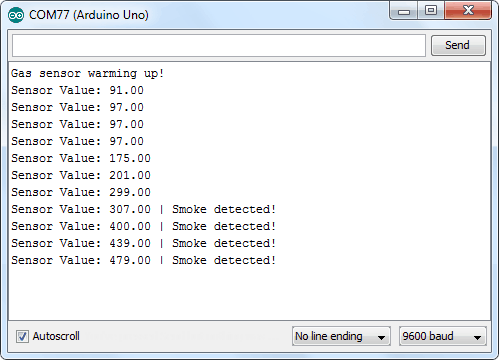 COM77 (Arduino Uno)
Send
Gas sensor warming up!
Sensor Value: 91.00
Sensor Value: 97.00
Sensor Value: 97.00
Sensor Value: 97.00
Sensor Value: 175.00
Sensor Value: 201.00
Sensor Value: 299.00
Sensor Value: 307.00 | Smoke detected!
Sensor Value: 400.00 | Smoke detected!
Sensor Value: 439.00 | Smoke detected!
Sensor Value: 479.00 | Smoke detected!
Autoscroll No line ending 9600 baud